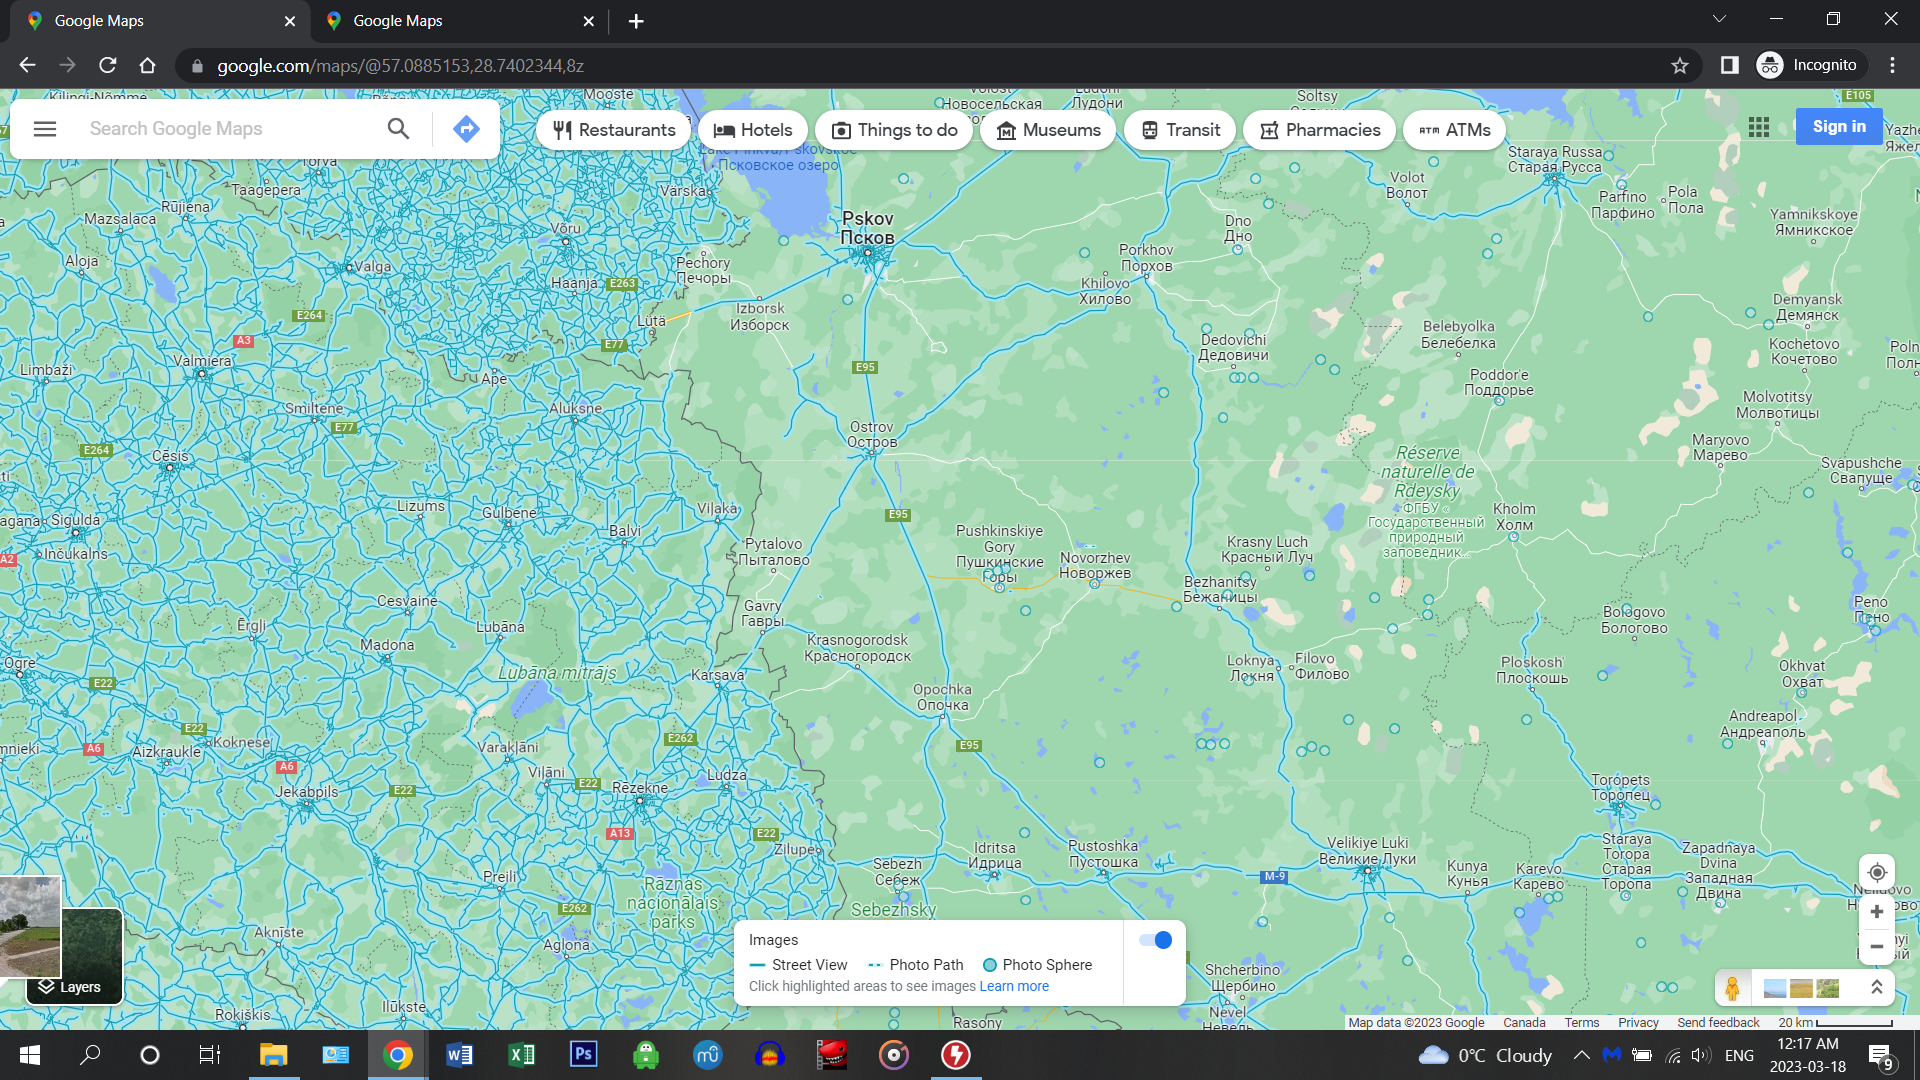 Google Maps
Google Maps
google.com/maps/@57.0885153,28.7402344,8z
Incognito
Search Google Maps
Restaurants
Hotels
Things to do
Museums
Transit
Pharmacies
ATMs
Sign in
Kilingi-Nõmme
Mooste
Новосельская
Лудони
Soltsy
E105
Taagepera
Värska
Псковское озеро
Staraya Russa
Старая Русса
Volot
Волот
Parfino
Парфино
Pola
Пола
Rūjiena
Mazsalaca
Võru
Pskov
Псков
Dno
Дно
Yamnikskoye
Ямникское
Aloja
Valga
Haanja
E263
Pechory
Печоры
Porkhov
Порхов
Khilovo
Хилово
E264
Lütä
Izborsk
Изборск
Demyansk
Демянск
A3
E77
Dedovichi
Дедовичи
Belebyolka
Белебелка
Kochetovo
Кочетово
Limbaži
Valmiera
Ape
E95
Poddor'e
Поддорье
Smiltene
E77
Alūksne
Molvotitsy
Молвотицы
E264
Cēsis
Ostrov
Остров
Réserve
naturelle de
Rdeysky
ФГБУ «
Государственный
природный
заповедник...
Maryovo
Марево
Svapushche
Свапуще
Lizums
Gulbene
Viļaka
E95
Sigulda
Balvi
Pushkinskiye
Gory
Пушкинские
Горы
Kholm
Холм
A2
Inčukalns
Pytalovo
Пыталово
Novorzhev
Новоржев
Krasny Luch
Красный Луч
Bezhanitsy
Бежаницы
Cesvaine
Gavry
Гавры
Bologovo
Бологово
Peno
Пено
Ērgļi
Lubāna
Madona
Krasnogorodsk
Красногородск
Ogre
E22
Lubāna mitrājs
Karsava
Loknya
Локня
Filovo
Филово
Ploskosh'
Плоскошь
Okhvat
Охват
Opochka
Опочка
E22
A6
Koknese
Aizkraukle
Varakļāni
E262
E95
Andreapol
Андреаполь
A6
Jekabpils
E22
Viļāni
E22
Rēzekne
Ludza
Toropets
Торопец
A13
E22
Zilupe
Idritsa
Идрица
Pustoshka
Пустошка
Velikiye Luki
Великие Луки
Staraya
Toropa
Старая
Торопа
Zapadnaya
Dvina
Западная
Двина
Preili
Rāznas
nacionālais
parks
Sebezh
Себеж
M-9
Kunya
Кунья
Karevo
Карево
Sebezhsky
E262
Aknīste
Aglona
Images
Street View
Photo Path
Photo Sphere
Click highlighted areas to see images Learn more
Shcherbino
Щербино
Layers
Rokiškis
Ilūkste
Rasony
Nevel
Невель
Map data ©2023 Google
Canada
Terms
Privacy
Send feedback
20 km
0°C Cloudy
ENG
12:17 AM
2023-03-18
9